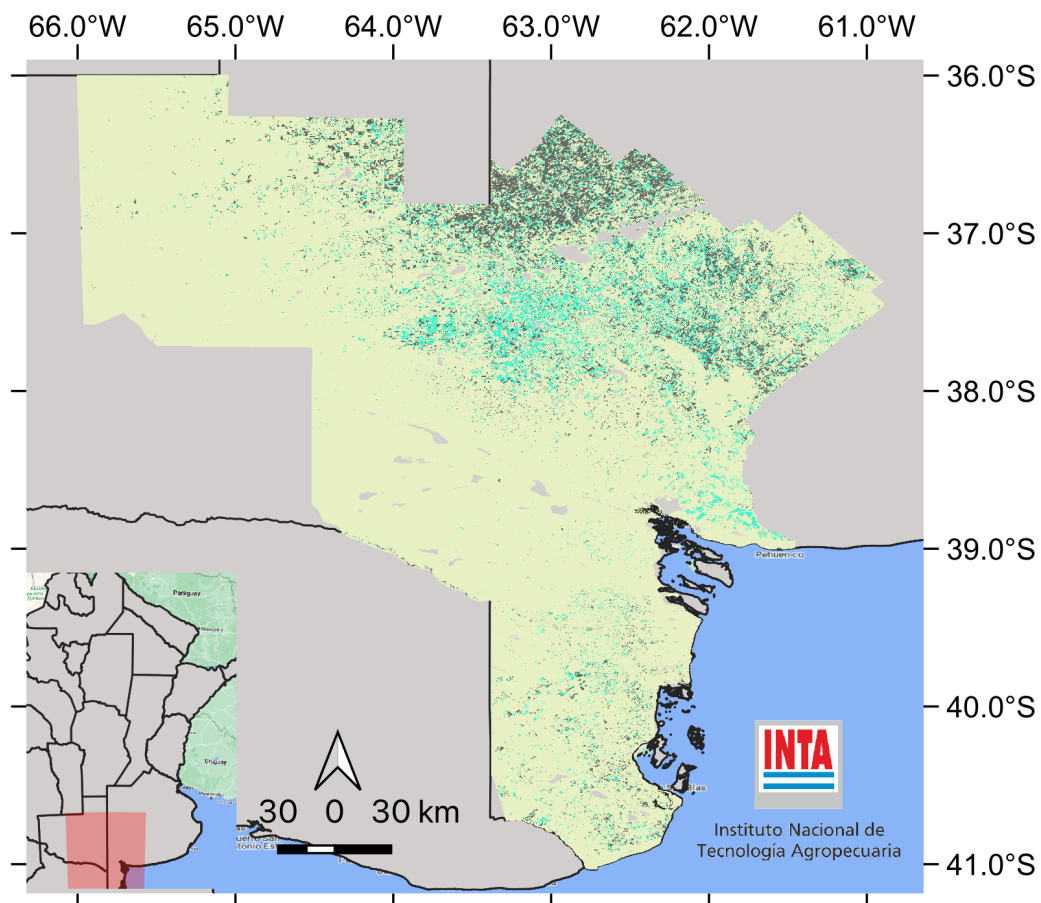 66.0°W 65.0°W 64.0°W 63.0°W 62.0°W 61.0°W
36.0°S
37.0°S
38.0°S
39.0°S
Pehuen-co
Paraguay
40.0°S
Uruguay
INTA
30 0 30 km
Instituto Nacional de
Tecnología Agropecuaria
41.0°S